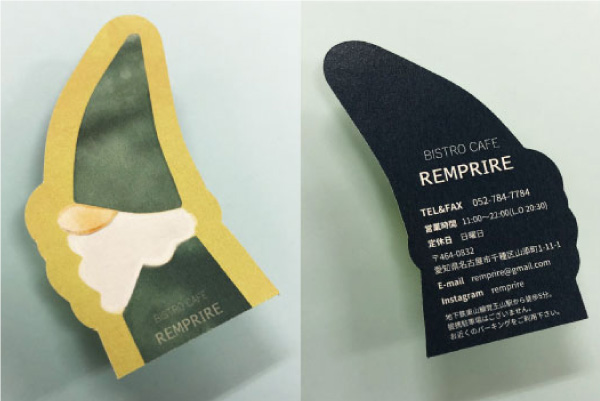 BISTRO CAFE
REMPRIRE
BISTRO CAFE
REMPRIRE
TEL&FAX 052-784-7784
営業時間 11:00~21:00(L.O 20:30)
定休日 日曜日
〒464-0832
愛知県名古屋市千種区山添町1-11-1
E-mail remprire@gmail.com
Instagram remprire
地下鉄東山線覚王山駅から徒歩5分。
提携駐車場はございません。
お近くのパーキングをご利用下さい。